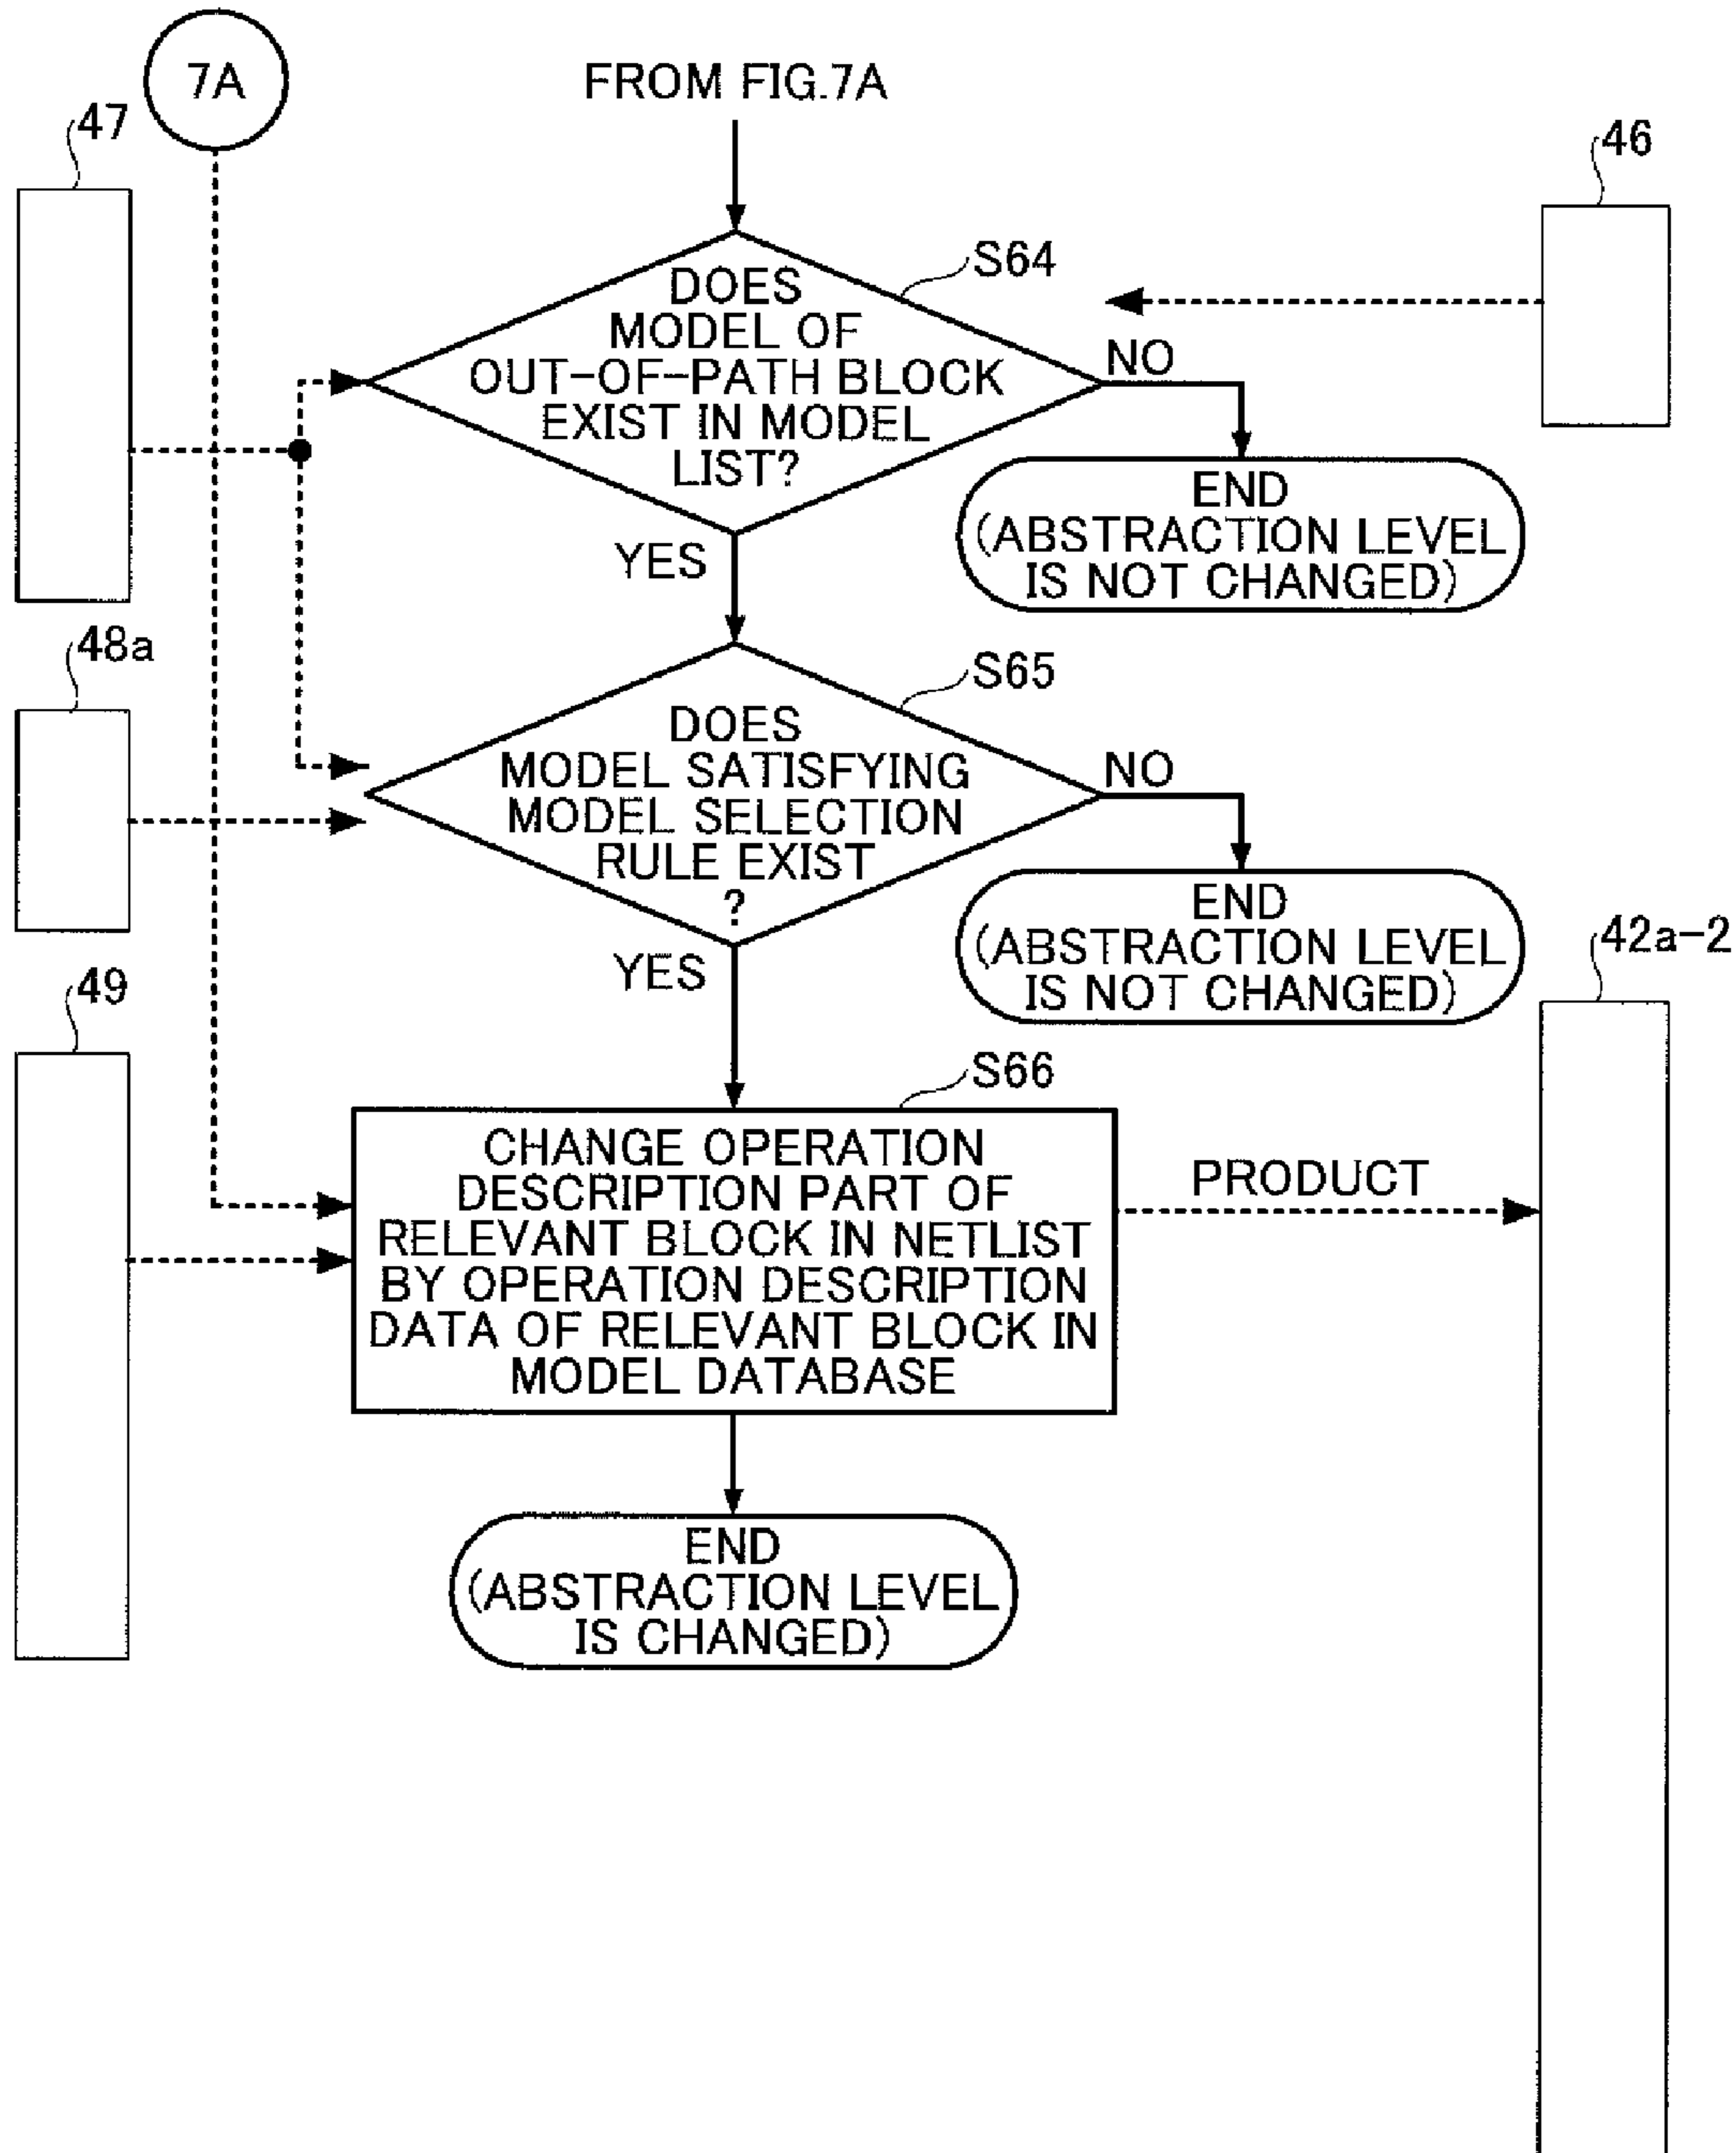 7A
FROM FIG.7A
47
46
S64
DOES
MODEL OF
OUT-OF-PATH BLOCK
EXIST IN MODEL
LIST?
NO
END
(ABSTRACTION LEVEL
IS NOT CHANGED)
YES
48a
S65
DOES
MODEL SATISFYING
MODEL SELECTION
RULE EXIST
?
NO
END
(ABSTRACTION LEVEL
IS NOT CHANGED)
YES
42a-2
49
S66
CHANGE OPERATION
DESCRIPTION PART OF
RELEVANT BLOCK IN NETLIST
BY OPERATION DESCRIPTION
DATA OF RELEVANT BLOCK IN
MODEL DATABASE
PRODUCT
END
(ABSTRACTION LEVEL
IS CHANGED)